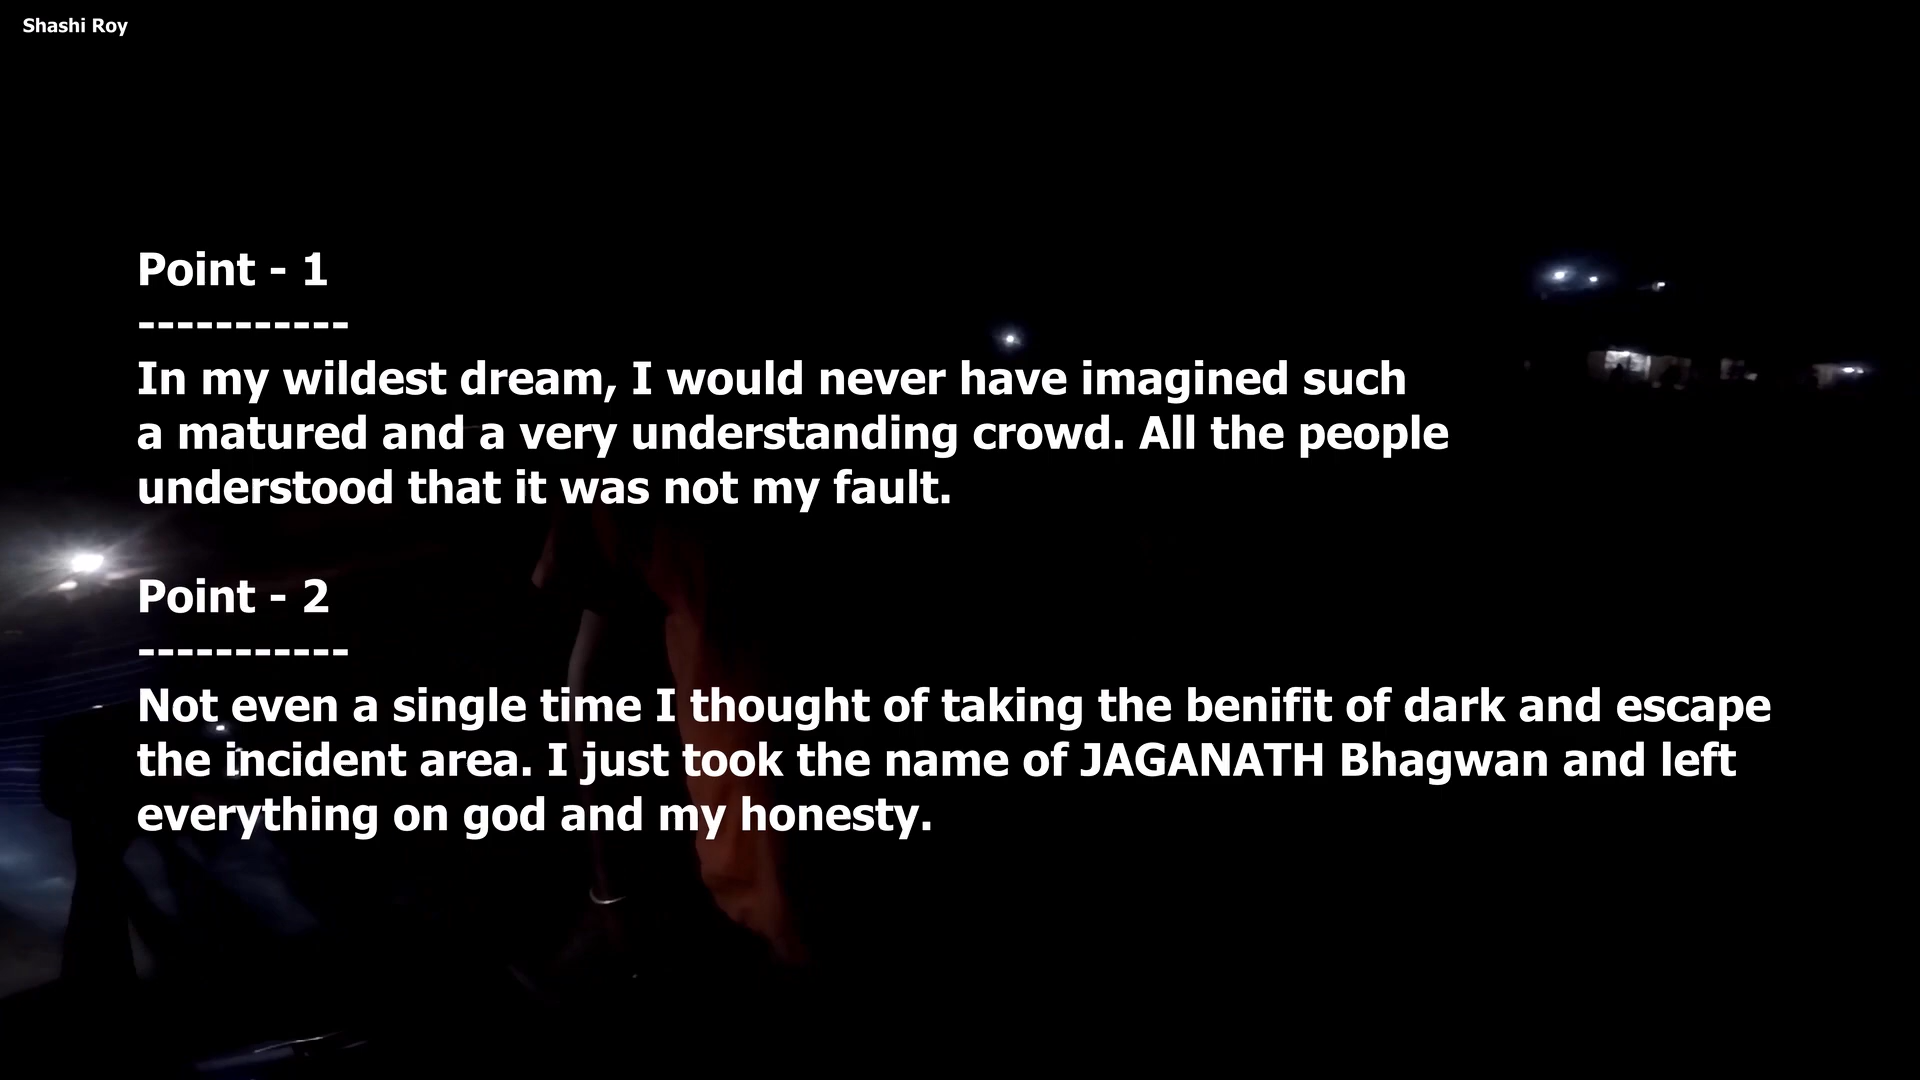 Shashi Roy
Point - 1
-----------
In my wildest dream, I would never have imagined such
a matured and a very understanding crowd. All the people
understood that it was not my fault.
Point - 2
-----------
Not even a single time I thought of taking the benifit of dark and escape
the incident area. I just took the name of JAGANATH Bhagwan and left
everything on god and my honesty.